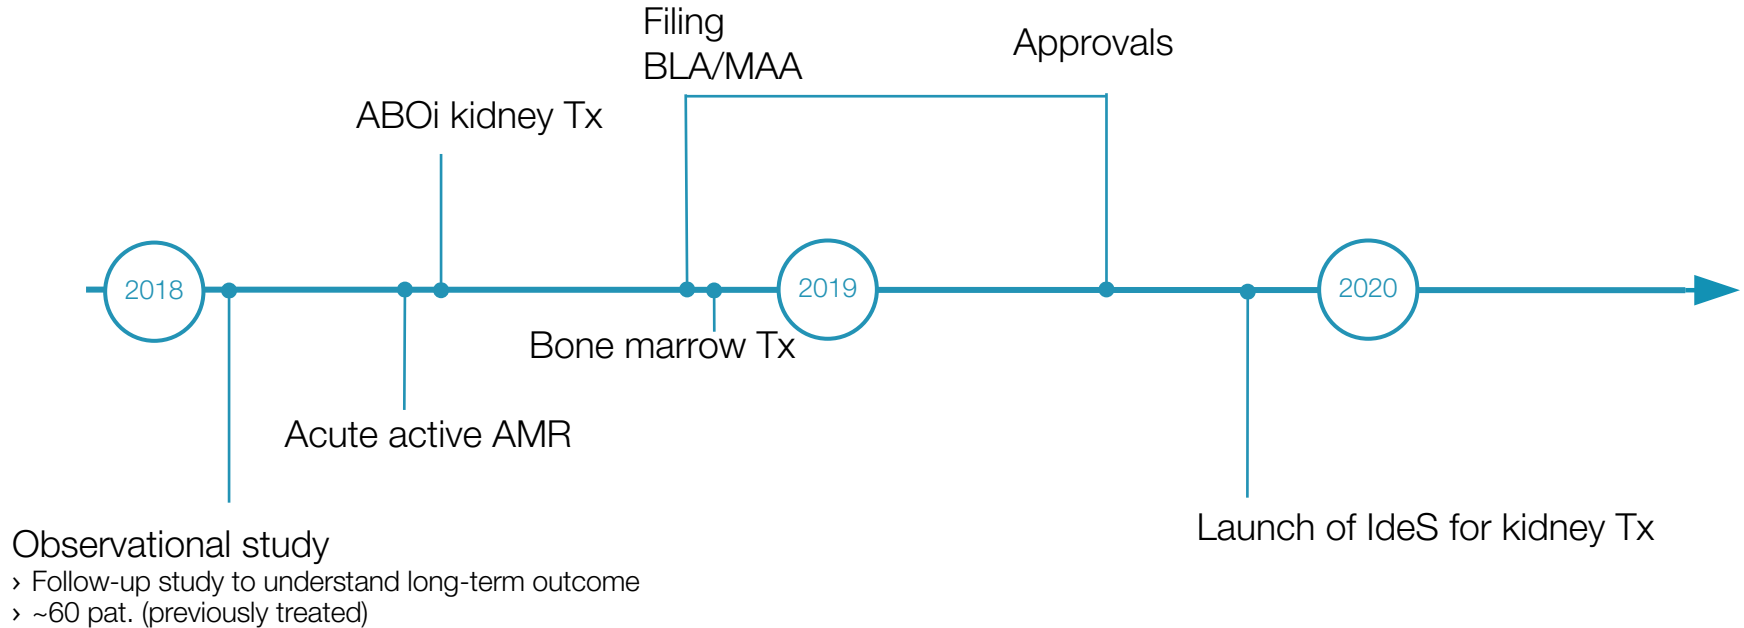 Filing
BLA/MAA
Approvals
ABOi kidney Tx
2018
2019
2020
Bone marrow Tx
Acute active AMR
Launch of IdeS for kidney Tx
Observational study
› Follow-up study to understand long-term outcome
› ~60 pat. (previously treated)